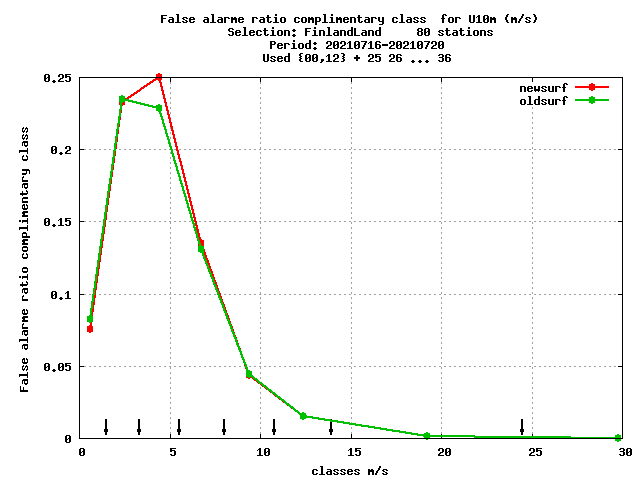 False alarme ratio complimentary class  for U10m (m/s)
Selection: FinlandLand     80 stations
Period: 20210716-20210720
Used {00,12} + 25 26 ... 36
newsurf
oldsurf
False alarme ratio complimentary class
0.25
0.2
0.15
0.1
0.05
0
0 5 10 15 20 25 30
classes m/s